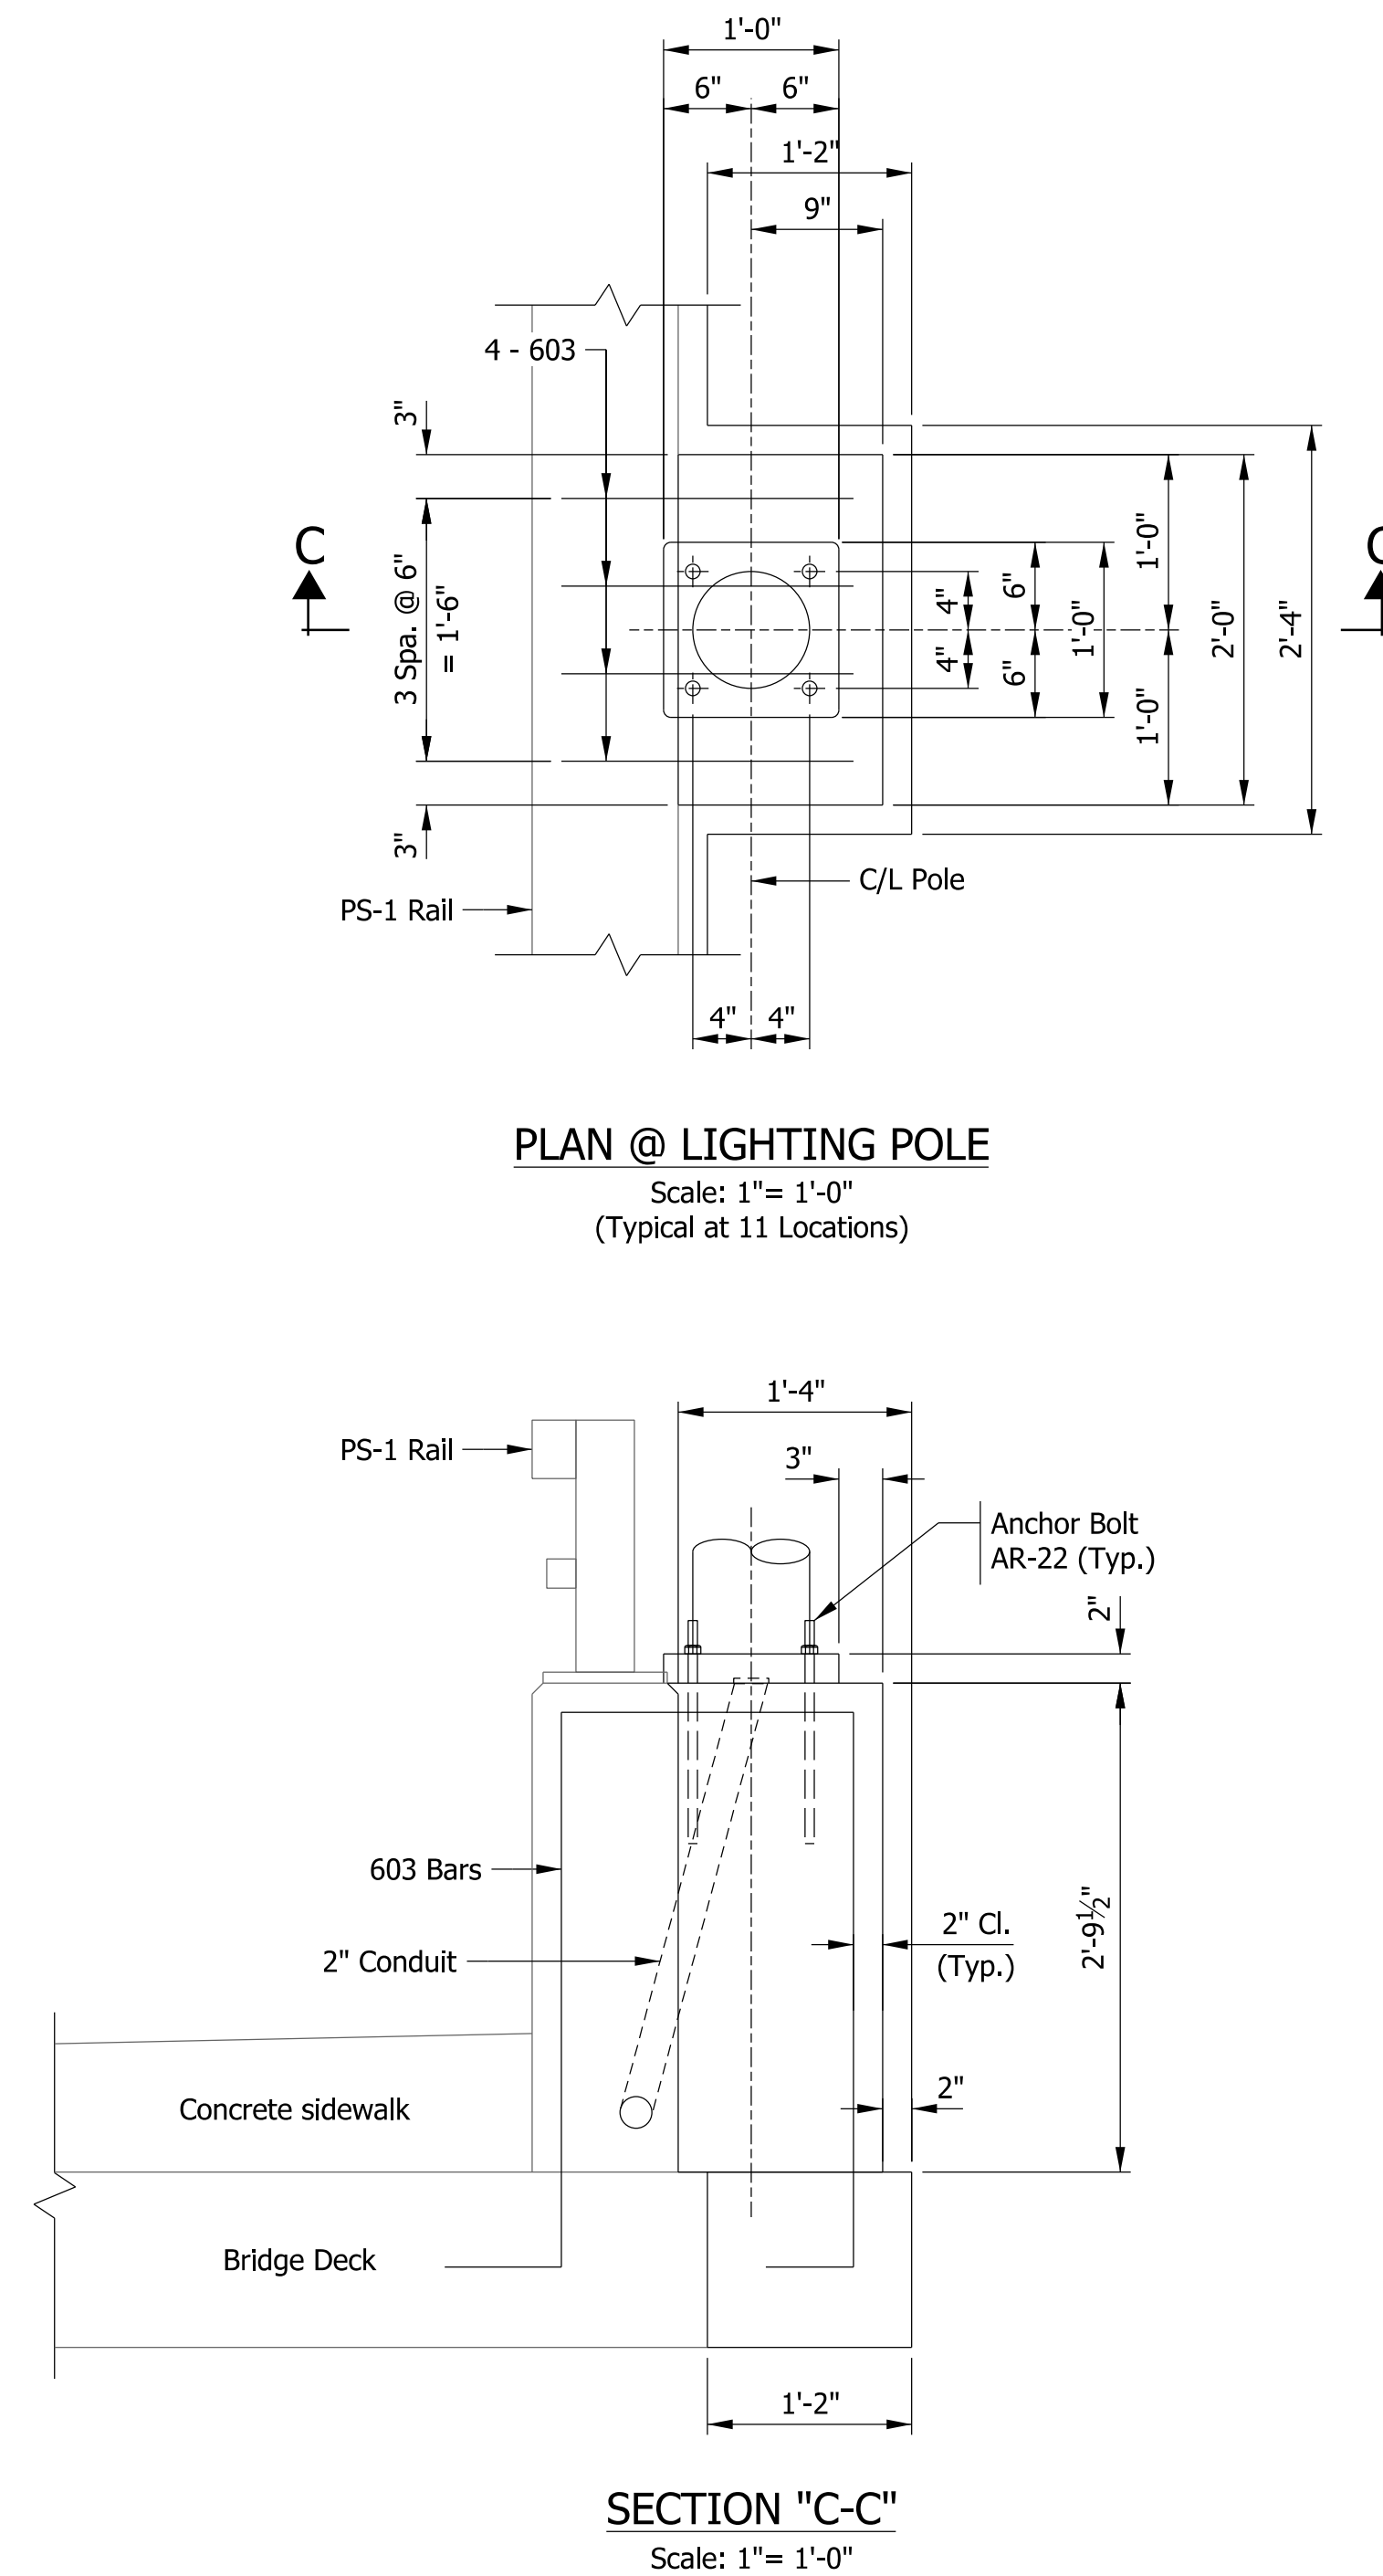 1'-0"
6" 6"
1'-2"
9"
4 - 603
3"
C
C
3 Spa. @ 6"
= 1'-6"
4"
4"
6"
6"
1'-0"
1'-0"
1'-0"
2'-0"
2'-4"
3"
C/L Pole
PS-1 Rail
4" 4"
PLAN @ LIGHTING POLE
Scale: 1"= 1'-0"
(Typical at 11 Locations)
1'-4"
PS-1 Rail
3"
Anchor Bolt
AR-22 (Typ.)
2"
603 Bars
2" Cl.
(Typ.)
2'-9½"
2" Conduit
2"
Concrete sidewalk
Bridge Deck
1'-2"
SECTION "C-C"
Scale: 1"= 1'-0"